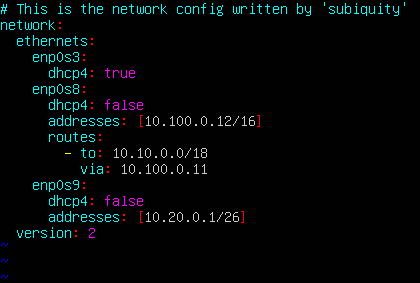 # This is the network config written by 'subiquity'
network:
  ethernets:
    enp0s3:
      dhcp4: true
    enp0s8:
      dhcp4: false
      addresses: [10.100.0.12/16]
      routes:
        - to: 10.10.0.0/18
          via: 10.100.0.11
    enp0s9:
      dhcp4: false
      addresses: [10.20.0.1/26]
  version: 2
~
~
~